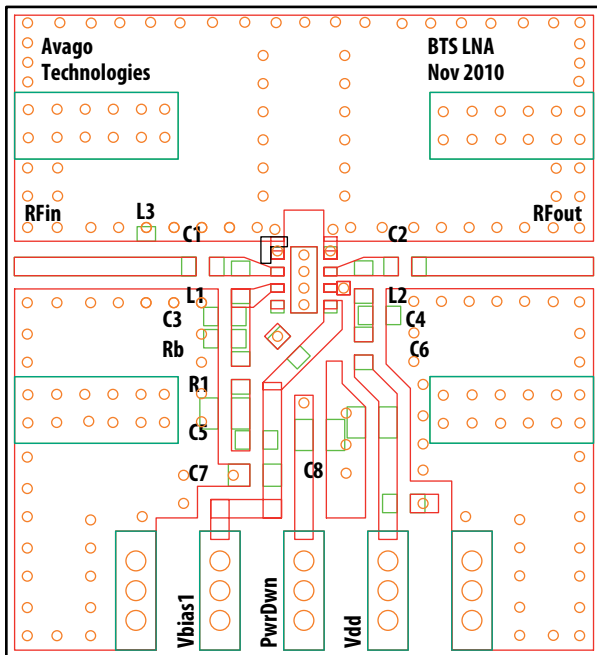 Avago
Technologies
BTS LNA
Nov 2010
RFin
L3
RFout
C1
C2
L1
L2
C3
C4
Rb
C6
R1
C5
C7
C8
Vbias1
PwrDwn
Vdd